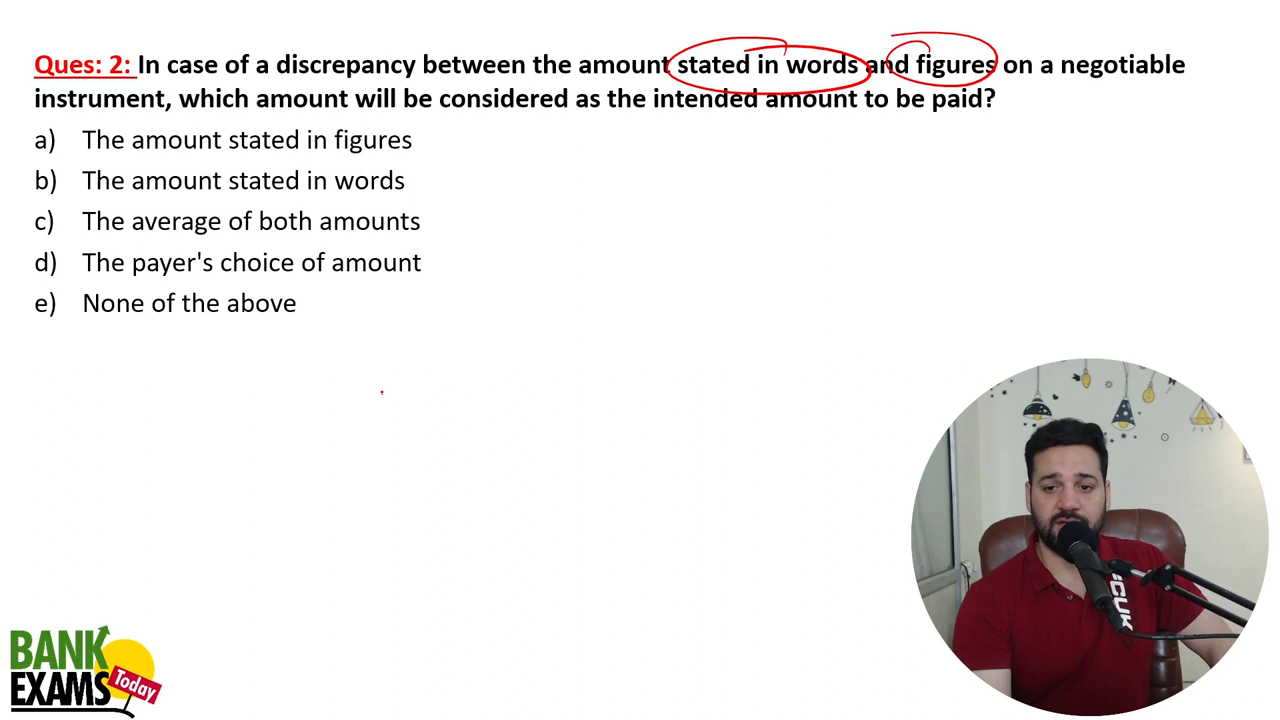 Ques: 2: In case of a discrepancy between the amount stated in words and figures on a negotiable
instrument, which amount will be considered as the intended amount to be paid?
a) The amount stated in figures
b) The amount stated in words
c) The average of both amounts
d) The payer's choice of amount
e) None of the above
BANK
EXAMS
Today